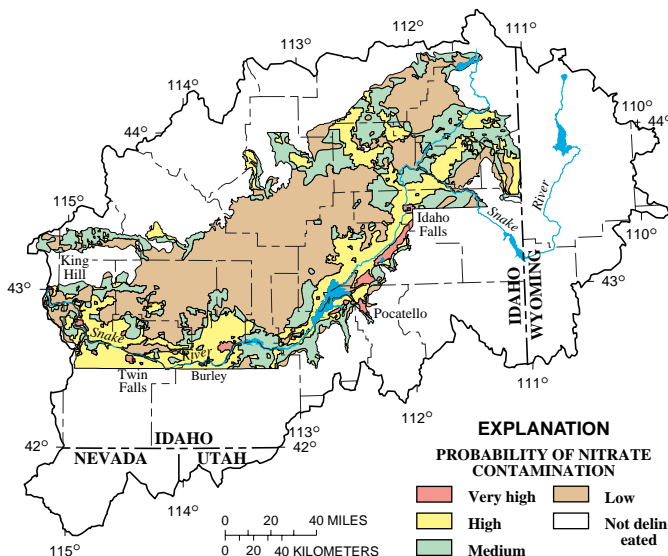 112°
111°
113°
114°
110°
44°
44°
115°
River
Snake
Idaho
Falls
110°
King
Hill
43°
43°
IDAHO
WYOMING
Pocatello
Snake
River
Twin
Falls
Burley
111°
112°
113°
42°
IDAHO
42°
NEVADA
UTAH
114°
115°
0 20 40 MILES
0 20 40 KILOMETERS
EXPLANATION
PROBABILITY OF NITRATE
CONTAMINATION
Very high
Low
High
Not delin
eated
Medium